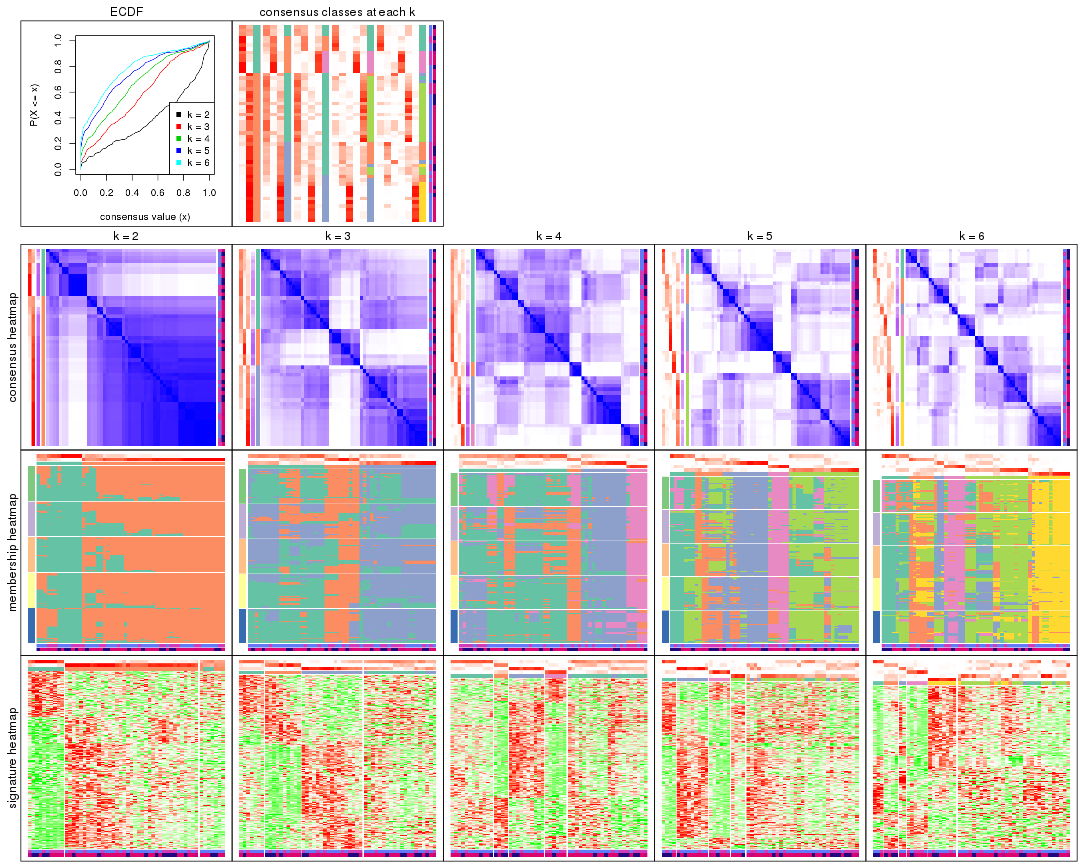 ECDF
consensus classes at each k
P(X <= x)
0.0 0.2 0.4 0.6 0.8 1.0
k = 2
k = 3
k = 4
k = 5
k = 6
0.0 0.2 0.4 0.6 0.8 1.0
consensus value (x)
k = 2 k = 3 k = 4 k = 5 k = 6
consensus heatmap
membership heatmap
signature heatmap